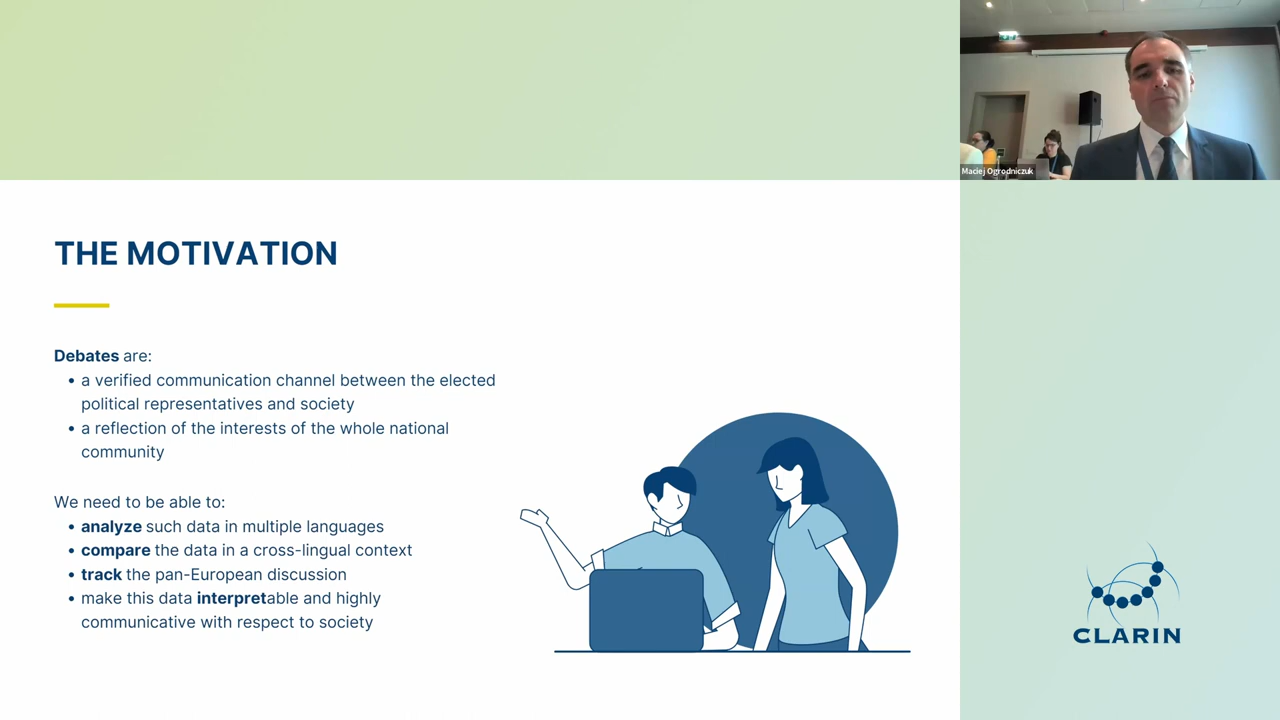 Maciej Ogrodniczuk
THE MOTIVATION
Debates are:
• a verified communication channel between the elected
political representatives and society
• a reflection of the interests of the whole national
community
We need to be able to:
• analyze such data in multiple languages
• compare the data in a cross-lingual context
• track the pan-European discussion
• make this data interpretable and highly
communicative with respect to society
CLARIN